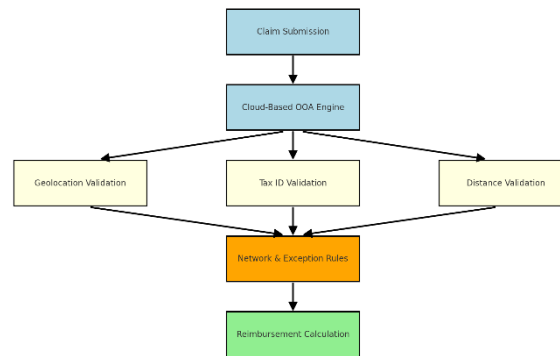 Claim Submission
Cloud-Based OOA Engine
Geolocation Validation
Tax ID Validation
Distance Validation
Network & Exception Rules
Reimbursement Calculation